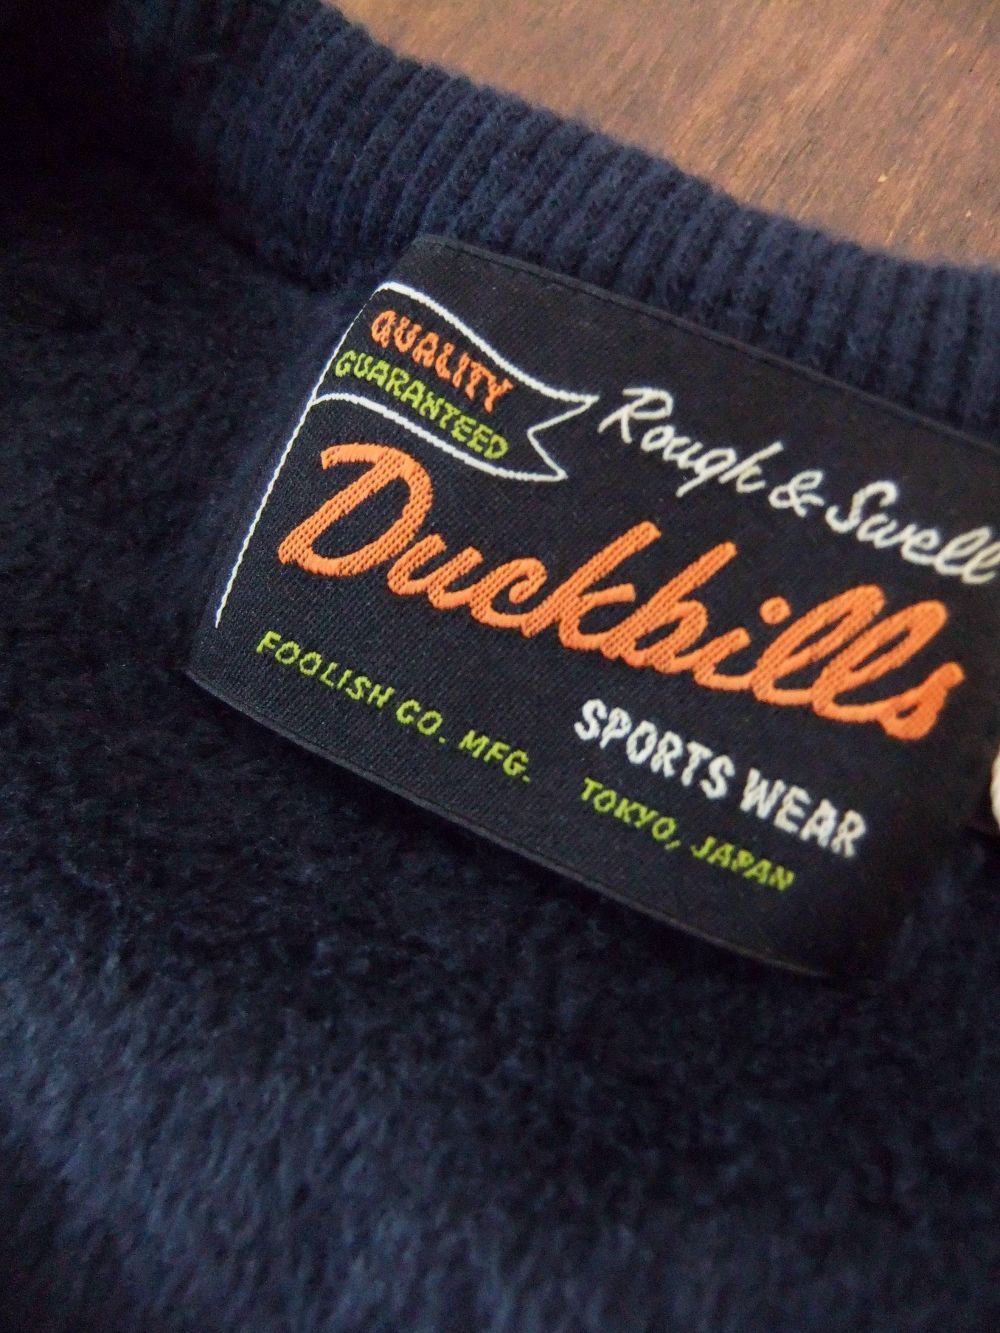 QUALITY
GUARANTEED
Rough & Swell
Duckbills
SPORTS WEAR
FOOLISH CO. MFG. TOKYO, JAPAN